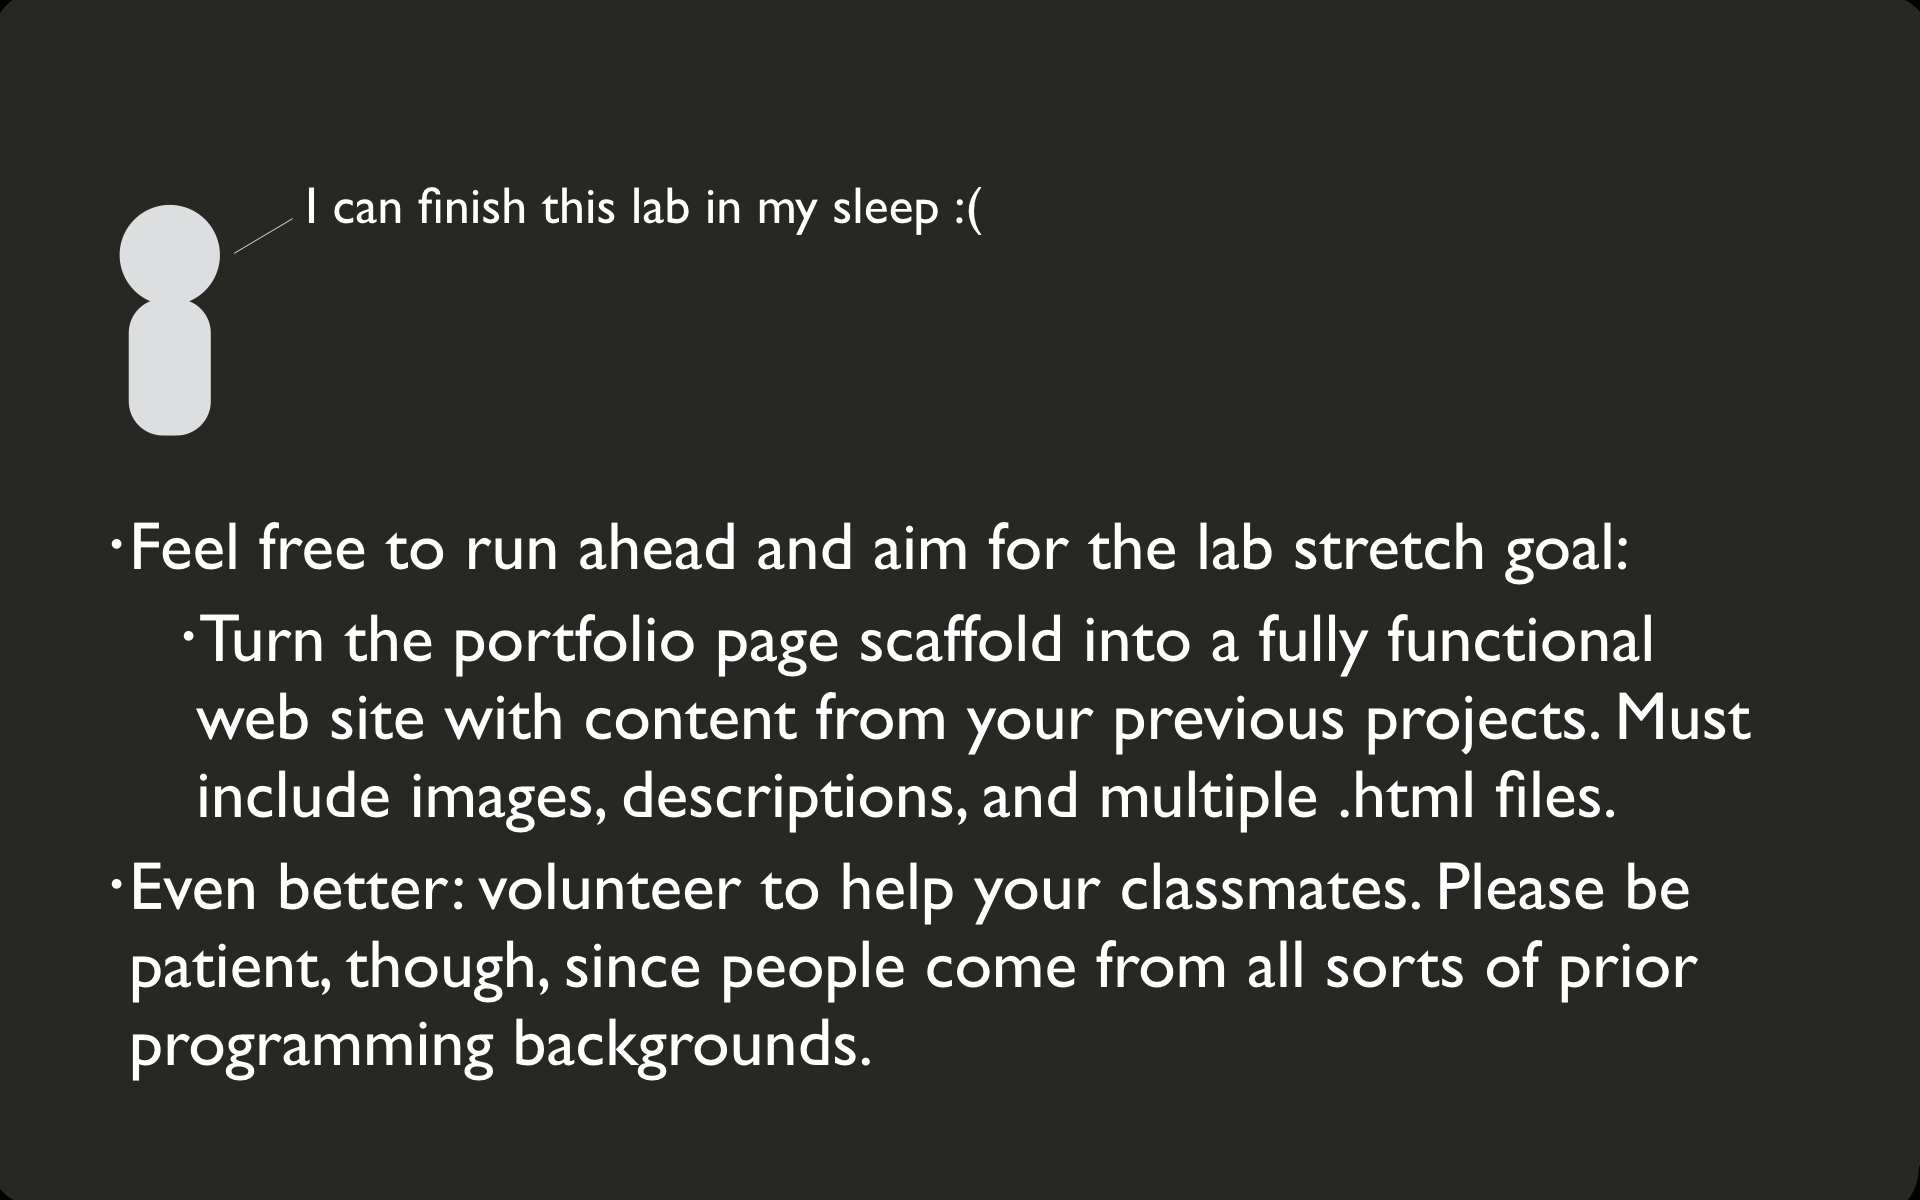 I can finish this lab in my sleep :(
•Feel free to run ahead and aim for the lab stretch goal:
•Turn the portfolio page scaffold into a fully functional
web site with content from your previous projects. Must
include images, descriptions, and multiple .html files.
•Even better: volunteer to help your classmates. Please be
patient, though, since people come from all sorts of prior
programming backgrounds.